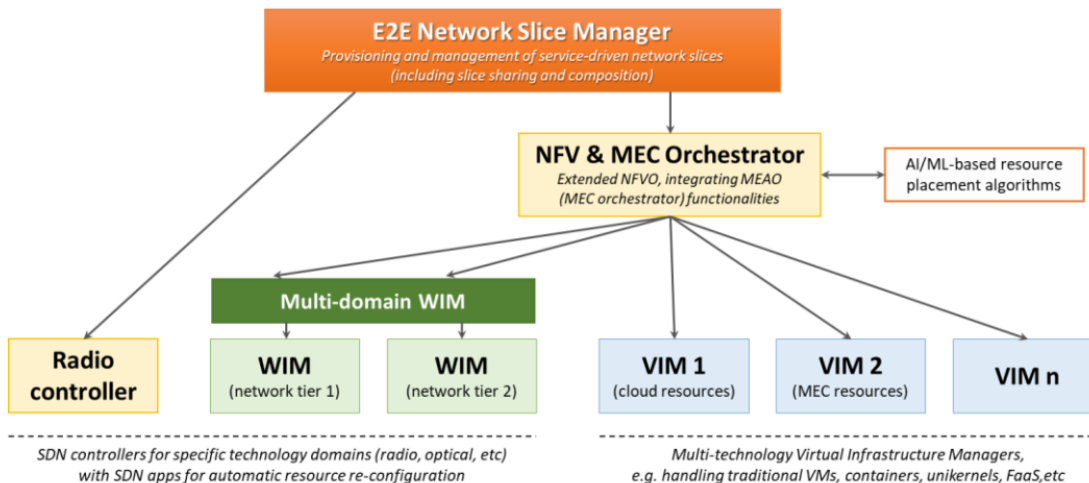 E2E Network Slice Manager
Provisioning and management of service-driven network slices
(including slice sharing and composition)
NFV & MEC Orchestrator
Extended NFVO, integrating MEAO
(MEC orchestrator) functionalities
AI/ML-based resource
placement algorithms
Multi-domain WIM
Radio
controller
WIM
(network tier 1)
WIM
(network tier 2)
VIM 1
(cloud resources)
VIM 2
(MEC resources)
VIM n
SDN controllers for specific technology domains (radio, optical, etc)
with SDN apps for automatic resource re-configuration
Multi-technology Virtual Infrastructure Managers,
e.g. handling traditional VMs, containers, unikernels, FaaS,etc